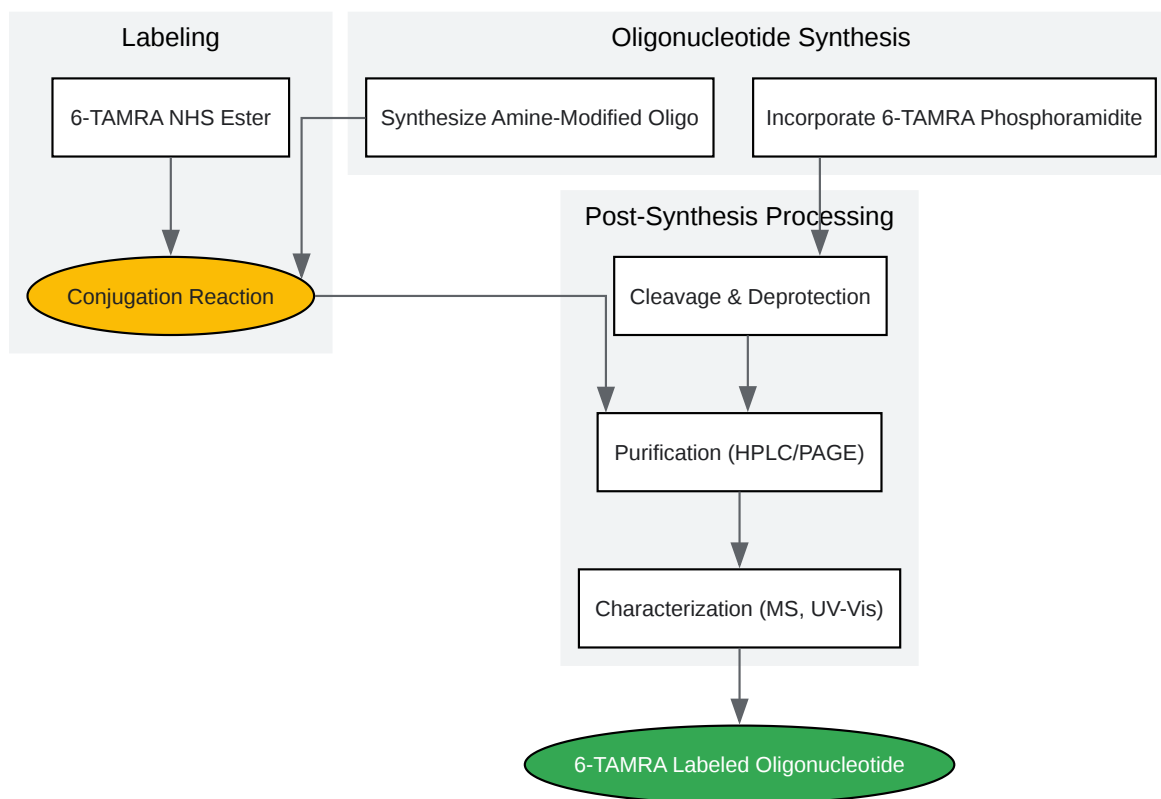 Labeling
Oligonucleotide Synthesis
6-TAMRA NHS Ester
Synthesize Amine-Modified Oligo
Incorporate 6-TAMRA Phosphoramidite
Post-Synthesis Processing
Conjugation Reaction
Cleavage & Deprotection
Purification (HPLC/PAGE)
Characterization (MS, UV-Vis)
6-TAMRA Labeled Oligonucleotide